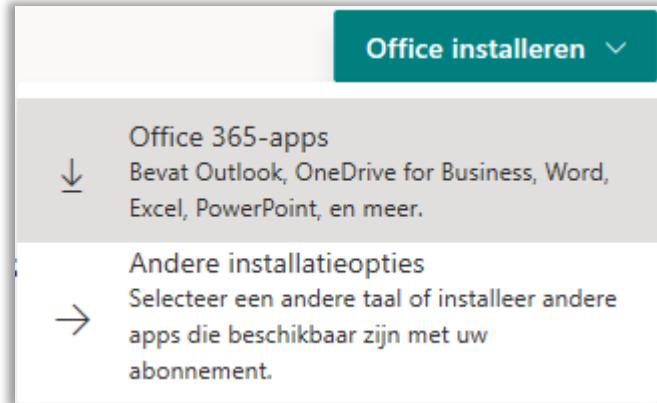 Office installeren
Office 365-apps
Bevat Outlook, OneDrive for Business, Word,
Excel, PowerPoint, en meer.
Andere installatieopties
Selecteer een andere taal of installeer andere
apps die beschikbaar zijn met uw
abonnement.